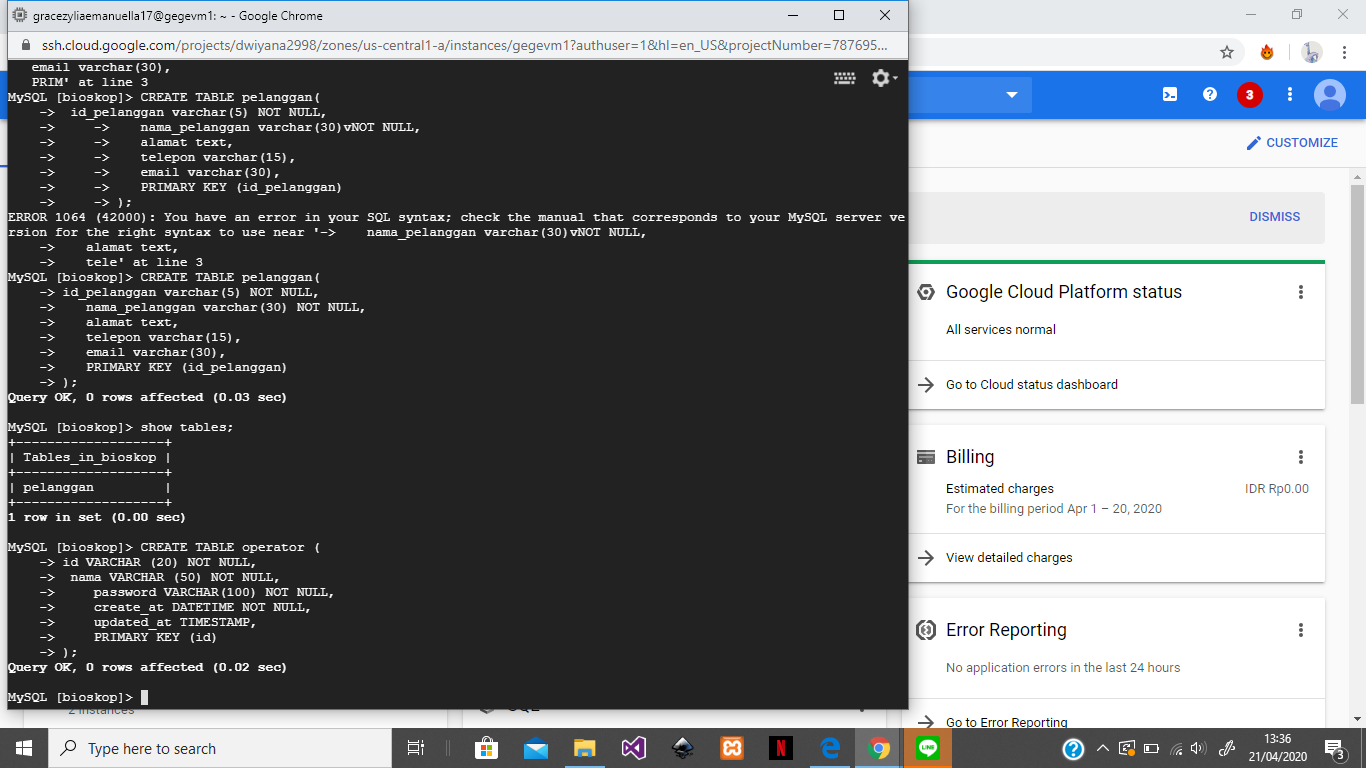 gracezyliaemanuella17@gegevm1: ~ - Google Chrome
ssh.cloud.google.com/projects/dwiyana2998/zones/us-central1-a/instances/gegevm1?authuser=1&hl=en_US&projectNumber=787695...
email varchar(30),
PRIM' at line 3
MySQL [bioskop]> CREATE TABLE pelanggan(
->  id_pelanggan varchar(5) NOT NULL,
->     ->    nama_pelanggan varchar(30)vNOT NULL,
->     ->    alamat text,
->     ->    telepon varchar(15),
->     ->    email varchar(30),
->     ->    PRIMARY KEY (id_pelanggan)
->     -> );
ERROR 1064 (42000): You have an error in your SQL syntax; check the manual that corresponds to your MySQL server ve
rsion for the right syntax to use near '->    nama_pelanggan varchar(30)vNOT NULL,
->    alamat text,
->    tele' at line 3
MySQL [bioskop]> CREATE TABLE pelanggan(
-> id_pelanggan varchar(5) NOT NULL,
->    nama_pelanggan varchar(30) NOT NULL,
->    alamat text,
->    telepon varchar(15),
->    email varchar(30),
->    PRIMARY KEY (id_pelanggan)
-> );
Query OK, 0 rows affected (0.03 sec)
MySQL [bioskop]> show tables;
+-------------------+
| Tables_in_bioskop |
+-------------------+
| pelanggan         |
+-------------------+
1 row in set (0.00 sec)
MySQL [bioskop]> CREATE TABLE operator (
-> id VARCHAR (20) NOT NULL,
->  nama VARCHAR (50) NOT NULL,
->     password VARCHAR(100) NOT NULL,
->     create_at DATETIME NOT NULL,
->     updated_at TIMESTAMP,
->     PRIMARY KEY (id)
-> );
Query OK, 0 rows affected (0.02 sec)
MySQL [bioskop]>
3
CUSTOMIZE
DISMISS
Google Cloud Platform status
All services normal
Go to Cloud status dashboard
Billing
Estimated charges
IDR Rp0.00
For the billing period Apr 1 – 20, 2020
View detailed charges
Error Reporting
No application errors in the last 24 hours
Go to Error Reporting
2 instances
Type here to search
N
LINE
13:36
21/04/2020
3